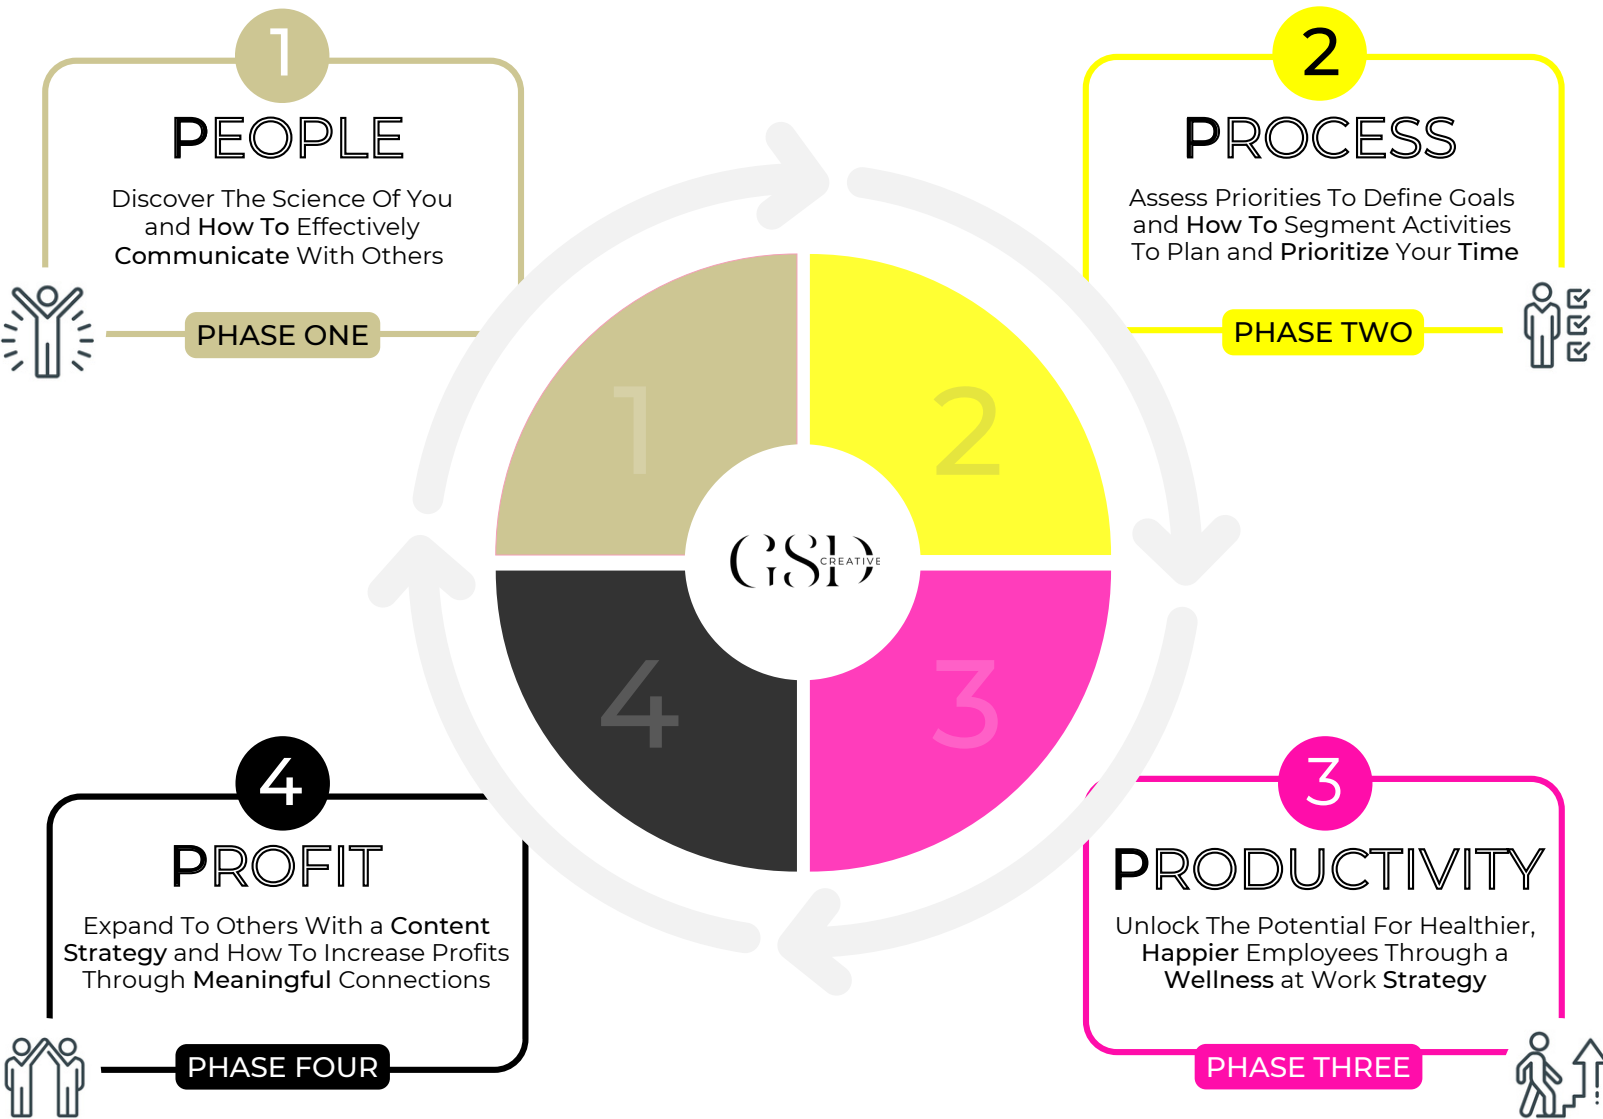 1
PEOPLE
Discover The Science Of You
and How To Effectively
Communicate With Others
PHASE ONE
2
PROCESS
Assess Priorities To Define Goals
and How To Segment Activities
To Plan and Prioritize Your Time
PHASE TWO
1
2
GSD
CREATIVE
4
3
4
PROFIT
Expand To Others With a Content
Strategy and How To Increase Profits
Through Meaningful Connections
PHASE FOUR
3
PRODUCTIVITY
Unlock The Potential For Healthier,
Happier Employees Through a
Wellness at Work Strategy
PHASE THREE